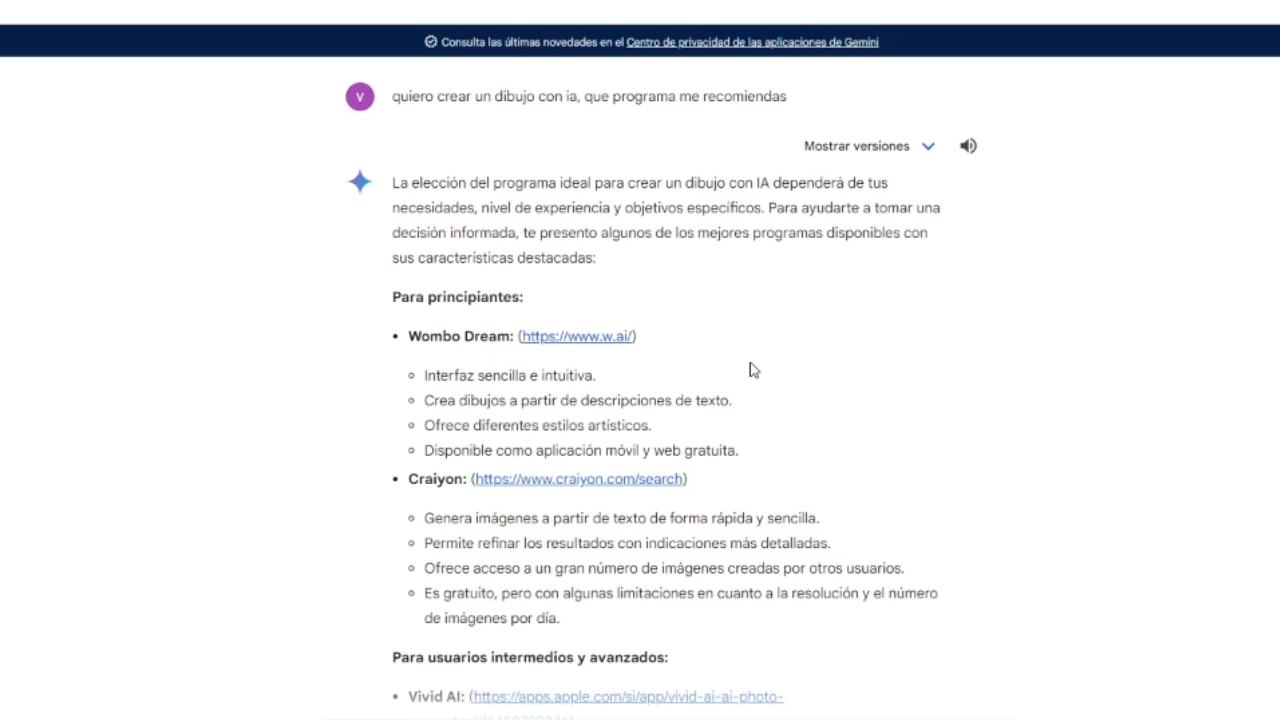 Consulta las últimas novedades en el Centro de privacidad de las aplicaciones de Gemini
V
quiero crear un dibujo con ia, que programa me recomiendas
Mostrar versiones
La elección del programa ideal para crear un dibujo con IA dependerá de tus
necesidades, nivel de experiencia y objetivos específicos. Para ayudarte a tomar una
decisión informada, te presento algunos de los mejores programas disponibles con
sus características destacadas:
Para principiantes:
• Wombo Dream: (https://www.w.ai/)
Interfaz sencilla e intuitiva.
Crea dibujos a partir de descripciones de texto.
Ofrece diferentes estilos artísticos.
Disponible como aplicación móvil y web gratuita.
• Craiyon: (https://www.craiyon.com/search)
Genera imágenes a partir de texto de forma rápida y sencilla.
Permite refinar los resultados con indicaciones más detalladas.
Ofrece acceso a un gran número de imágenes creadas por otros usuarios.
Es gratuito, pero con algunas limitaciones en cuanto a la resolución y el número
de imágenes por día.
Para usuarios intermedios y avanzados:
• Vivid AI: (https://apps.apple.com/si/app/vivid-ai-ai-photo-